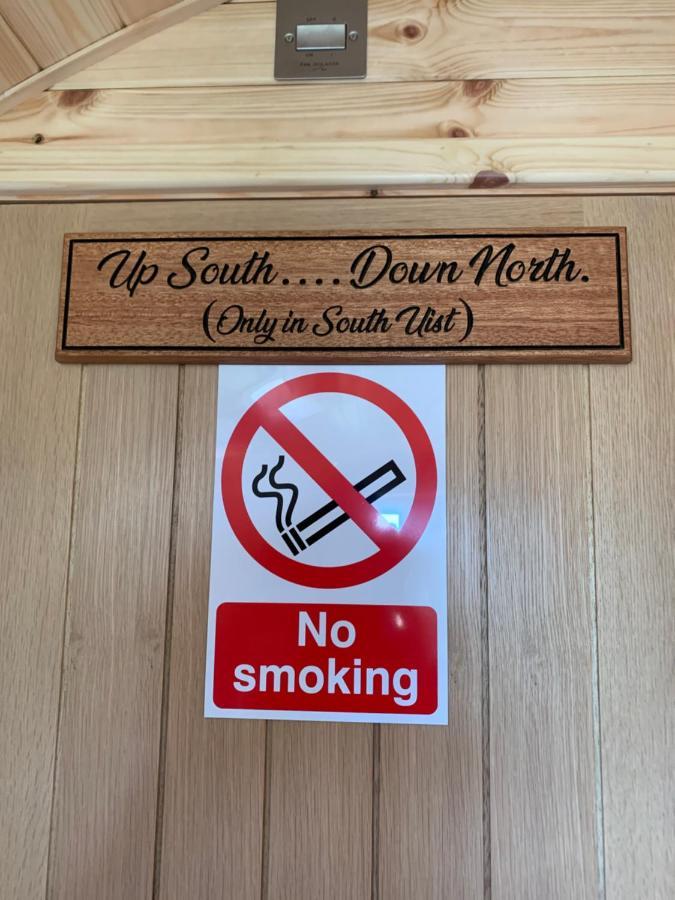 Up South....Down North.
(Only in South Uist)
No
smoking